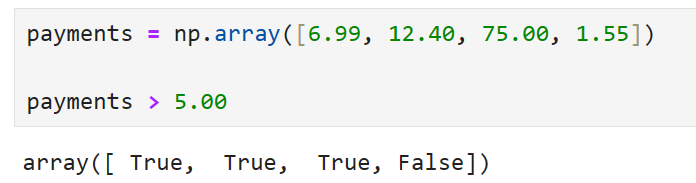 payments = np.array([6.99, 12.40, 75.00, 1.55])
payments > 5.00
array([ True,  True,  True, False])